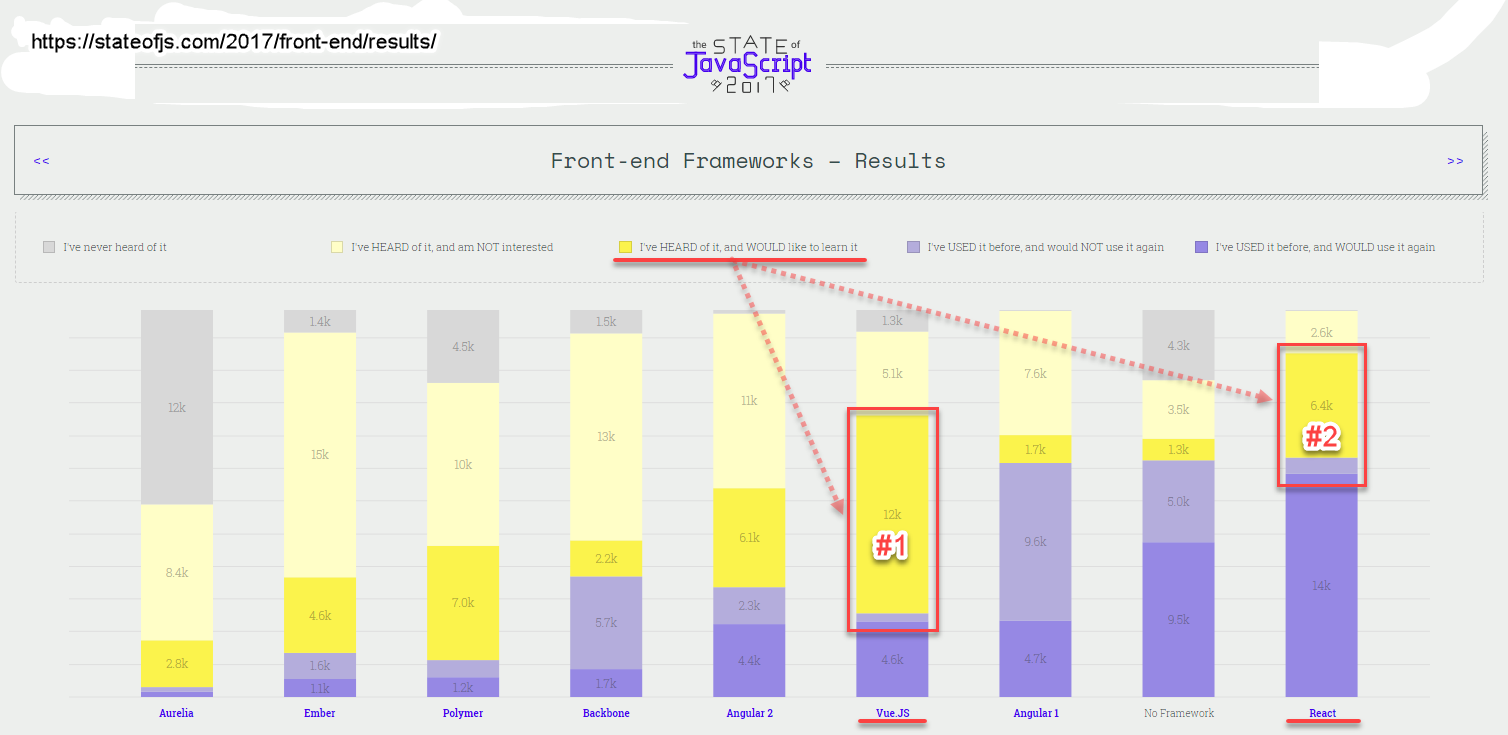 https://stateofjs.com/2017/front-end/results/
the STATE of
JavaScript
2017
<< Front-end Frameworks – Results >>
I've never heard of it I've HEARD of it, and am NOT interested I've HEARD of it, and WOULD like to learn it I've USED it before, and would NOT use it again I've USED it before, and WOULD use it again
1.4k 1.5k 1.3k
2.6k
4.5k 4.3k
5.1k 7.6k
11k
12k 6.4k
3.5k
13k #2
15k 10k 1.7k 1.3k
5.0k
12k
6.1k 9.6k
#1
2.2k
8.4k 14k
7.0k 2.3k
4.6k 5.7k 9.5k
2.8k 1.6k 4.4k 4.6k 4.7k
1.1k 1.2k 1.7k
Aurelia Ember Polymer Backbone Angular 2 Vue.JS Angular 1 No Framework React